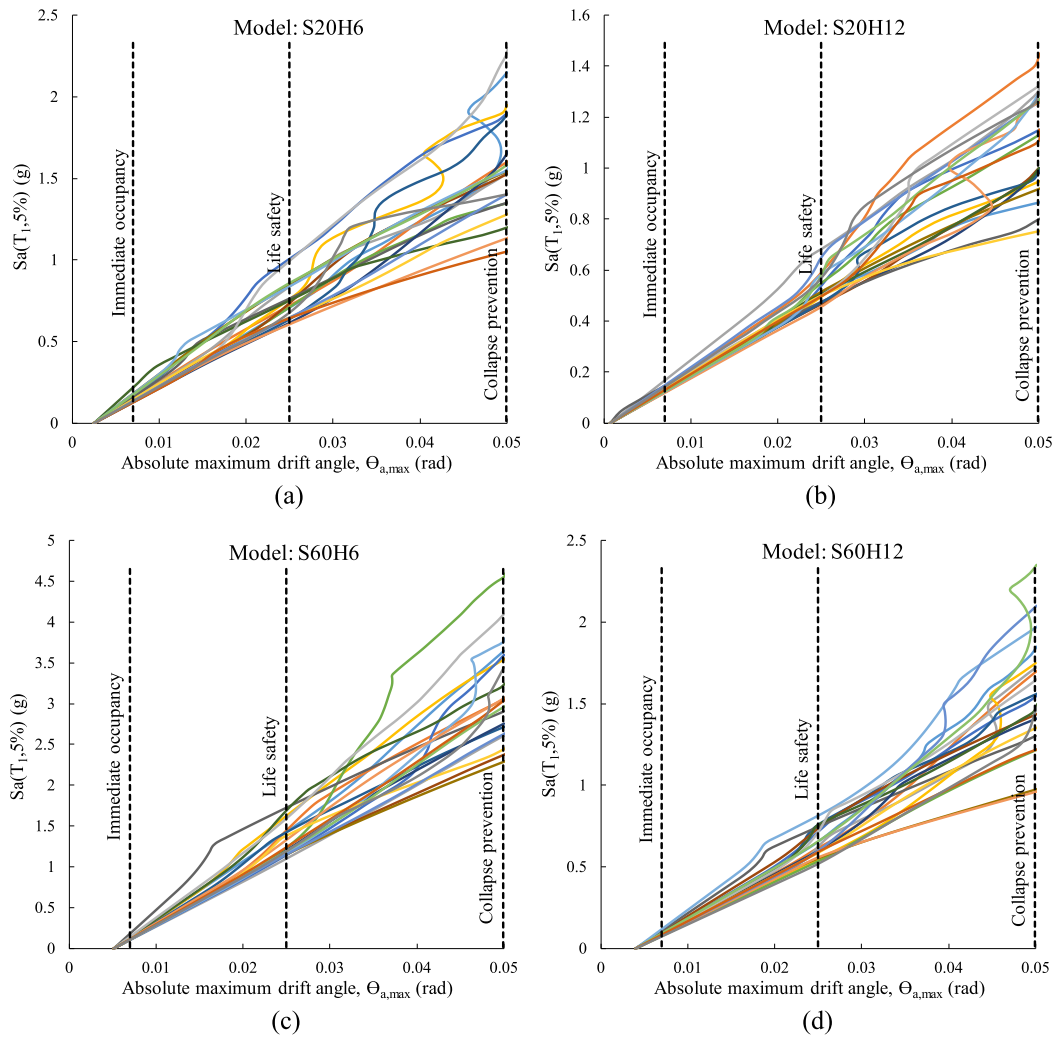 Model: S20H6
Sa(T1,5%) (g)
2.5
2
1.5
1
0.5
0
Immediate occupancy
Life safety
Collapse prevention
0 0.01 0.02 0.03 0.04 0.05
Absolute maximum drift angle, Ɵa,max (rad)
(a)
Model: S20H12
Sa(T1,5%) (g)
1.6
1.4
1.2
1
0.8
0.6
0.4
0.2
0
Immediate occupancy
Life safety
Collapse prevention
0 0.01 0.02 0.03 0.04 0.05
Absolute maximum drift angle, Ɵa,max (rad)
(b)
Model: S60H6
Sa(T1,5%) (g)
5
4.5
4
3.5
3
2.5
2
1.5
1
0.5
0
Immediate occupancy
Life safety
Collapse prevention
0 0.01 0.02 0.03 0.04 0.05
Absolute maximum drift angle, Ɵa,max (rad)
(c)
Model: S60H12
Sa(T1,5%) (g)
2.5
2
1.5
1
0.5
0
Immediate occupancy
Life safety
Collapse prevention
0 0.01 0.02 0.03 0.04 0.05
Absolute maximum drift angle, Ɵa,max (rad)
(d)